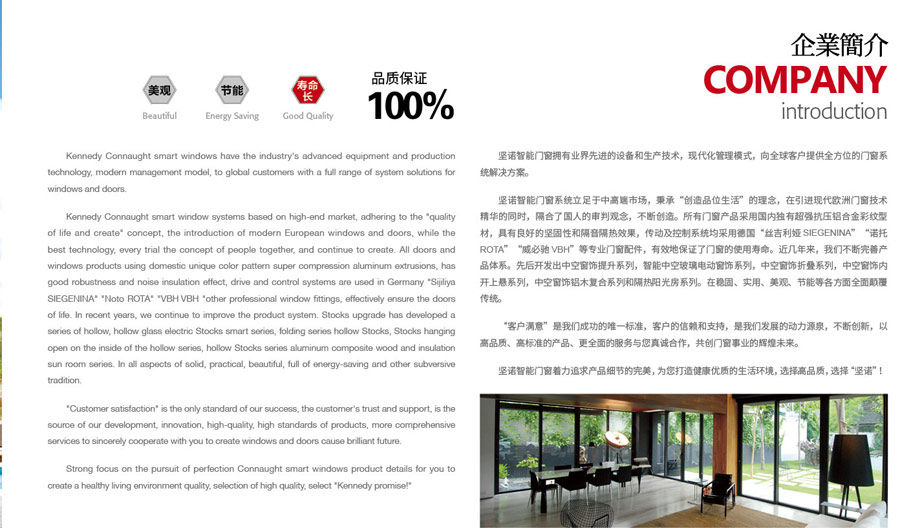 美观
Beautiful
节能
Energy Saving
寿命
长
Good Quality
品质保证
100%
Kennedy Connaught smart windows have the industry's advanced equipment and production
technology, modern management model, to global customers with a full range of system solutions for
windows and doors.
Kennedy Connaught smart window systems based on high-end market, adhering to the "quality
of life and create" concept, the introduction of modern European windows and doors, while the
best technology, every trial the concept of people together, and continue to create. All doors and
windows products using domestic unique color pattern super compression aluminum extrusions, has
good robustness and noise insulation effect, drive and control systems are used in Germany "Sijiliya
SIEGENINA" "Noto ROTA" "VBH VBH "other professional window fittings, effectively ensure the doors
of life. In recent years, we continue to improve the product system. Stocks upgrade has developed a
series of hollow, hollow glass electric Stocks smart series, folding series hollow Stocks, Stocks hanging
open on the inside of the hollow series, hollow Stocks series aluminum composite wood and insulation
sun room series. In all aspects of solid, practical, beautiful, full of energy-saving and other subversive
tradition.
"Customer satisfaction" is the only standard of our success, the customer's trust and support, is the
source of our development, innovation, high-quality, high standards of products, more comprehensive
services to sincerely cooperate with you to create windows and doors cause brilliant future.
Strong focus on the pursuit of perfection Connaught smart windows product details for you to
create a healthy living environment quality, selection of high quality, select "Kennedy promise!"
企業簡介
COMPANY
introduction
坚诺智能门窗拥有业界先进的设备和生产技术，现代化管理模式，向全球客户提供全方位的门窗系
统解决方案。
坚诺智能门窗系统立足于中高端市场，秉承“创造品位生活”的理念，在引进现代欧洲门窗技术
精华的同时，隔合了国人的审判观念，不断创造。所有门窗产品采用国内独有超强抗压铝合金彩纹型
材，具有良好的坚固性和隔音隔热效果，传动及控制系统均采用德国“丝吉利娅 SIEGENINA”“诺托
ROTA”“威必驰 VBH”等专业门窗配件，有效地保证了门窗的使用寿命。近几年来，我们不断完善产
品体系。先后开发出中空窗饰提升系列，智能中空玻璃电动窗饰系列，中空窗饰折叠系列，中空窗饰内
开上悬系列，中空窗饰铝木复合系列和隔热阳光房系列。在稳固、实用、美观、节能等各方面全面颠覆
传统。
“客户满意”是我们成功的唯一标准，客户的信赖和支持，是我们发展的动力源泉，不断创新，以
高品质、高标准的产品、更全面的服务与您真诚合作，共创门窗事业的辉煌未来。
坚诺智能门窗着力追求产品细节的完美，为您打造健康优质的生活环境，选择高品质，选择“坚诺”！